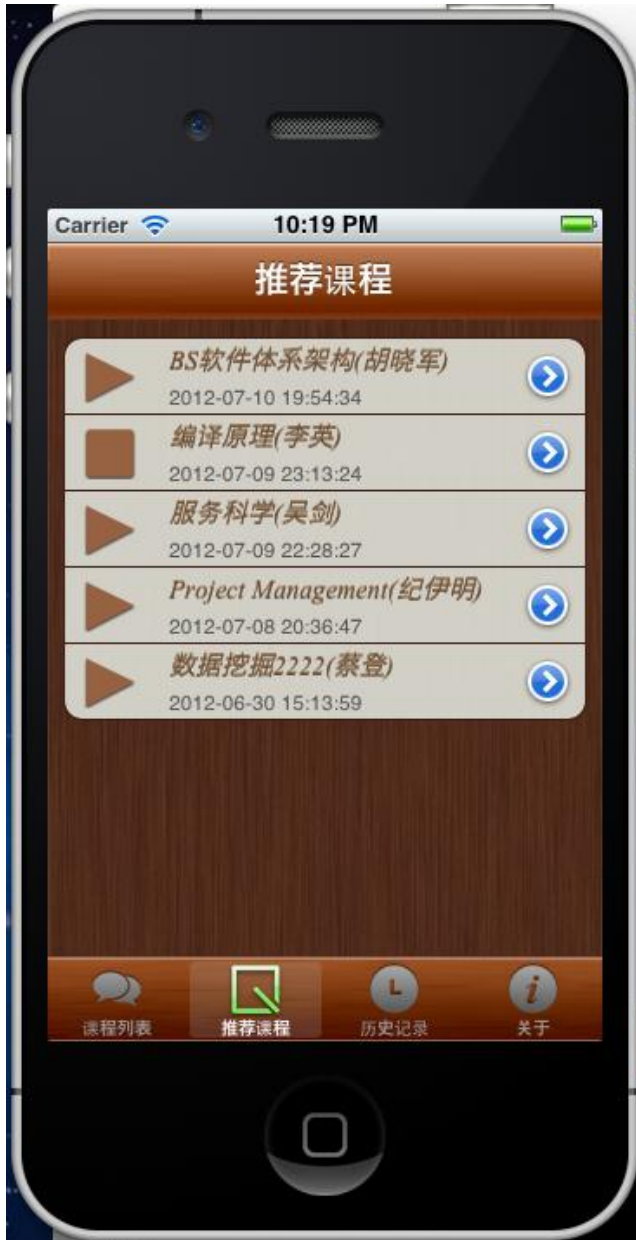 Carrier 10:19 PM
推荐课程
BS软件体系架构(胡晓军)
2012-07-10 19:54:34
编译原理(李英)
2012-07-09 23:13:24
服务科学(吴剑)
2012-07-09 22:28:27
Project Management(纪伊明)
2012-07-08 20:36:47
数据挖掘2222(蔡登)
2012-06-30 15:13:59
课程列表 推荐课程 历史记录 关于